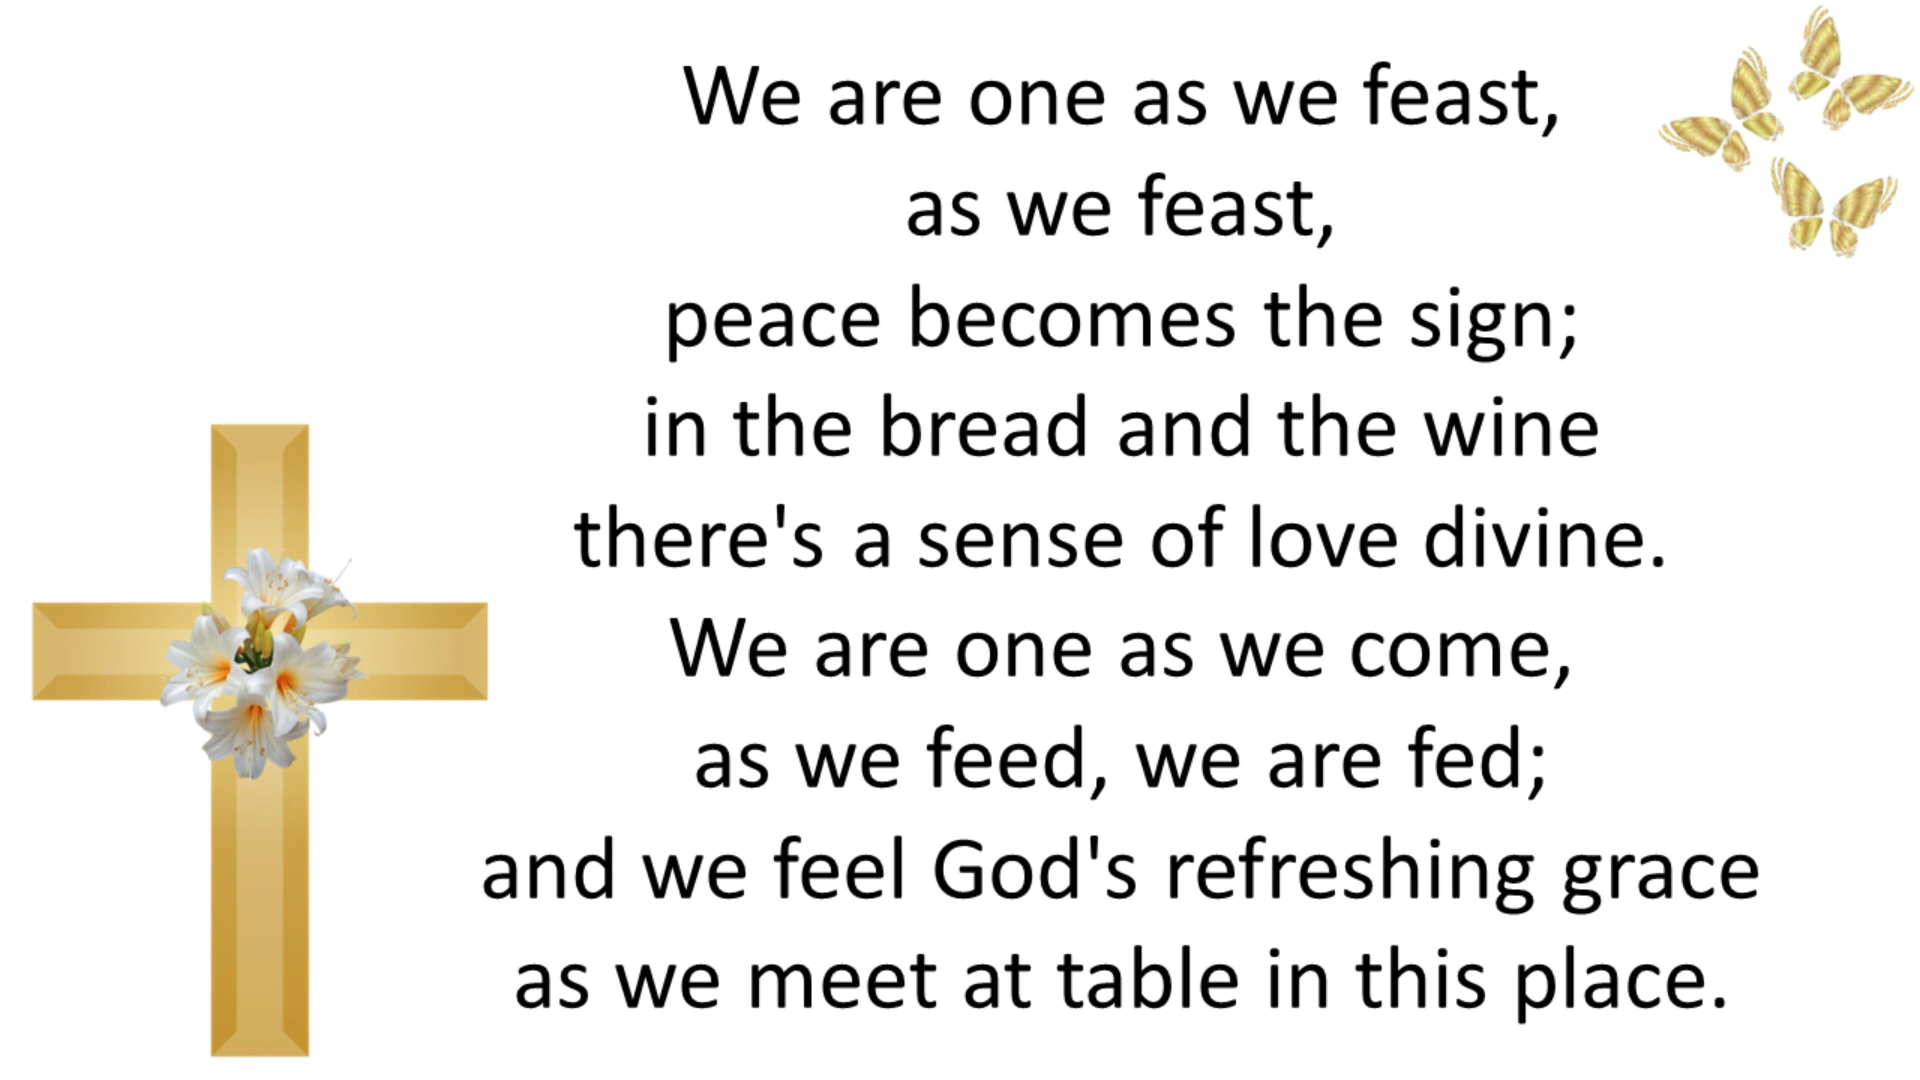 We are one as we feast,
as we feast,
peace becomes the sign;
in the bread and the wine
there's a sense of love divine.
We are one as we come,
as we feed, we are fed;
and we feel God's refreshing grace
as we meet at table in this place.